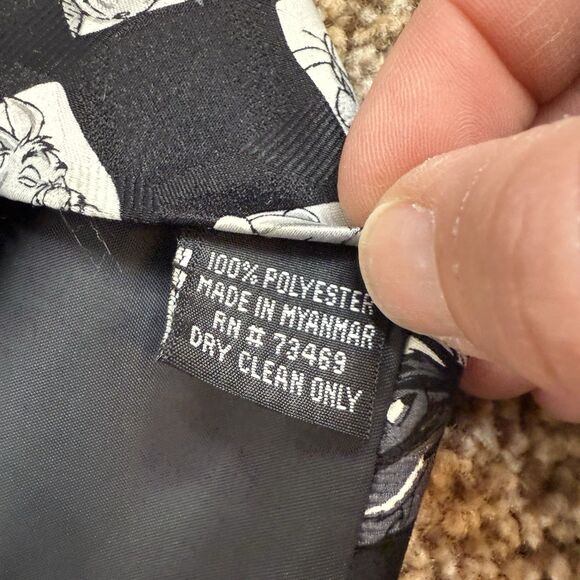 100% POLYESTER
MADE IN MYANMAR
RN # 73469
DRY CLEAN ONLY